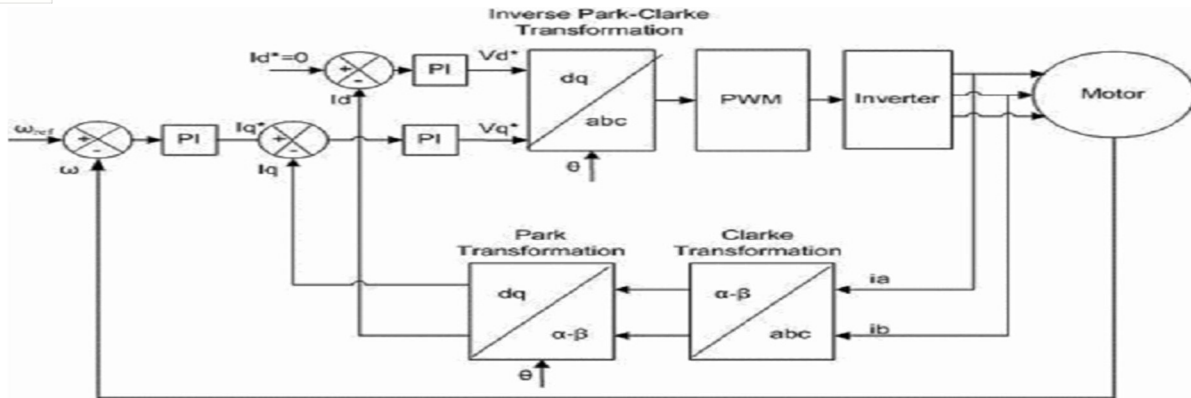 Inverse Park-Clarke
Transformation
Id*=0
+
-
PI
Vd*
dq
abc
PWM
Inverter
Motor
Id
ωref
+
-
PI
Iq*
+
-
PI
Vq*
ω
Iq
θ
Park
Transformation
Clarke
Transformation
dq
α-β
α-β
abc
ia
ib
θ